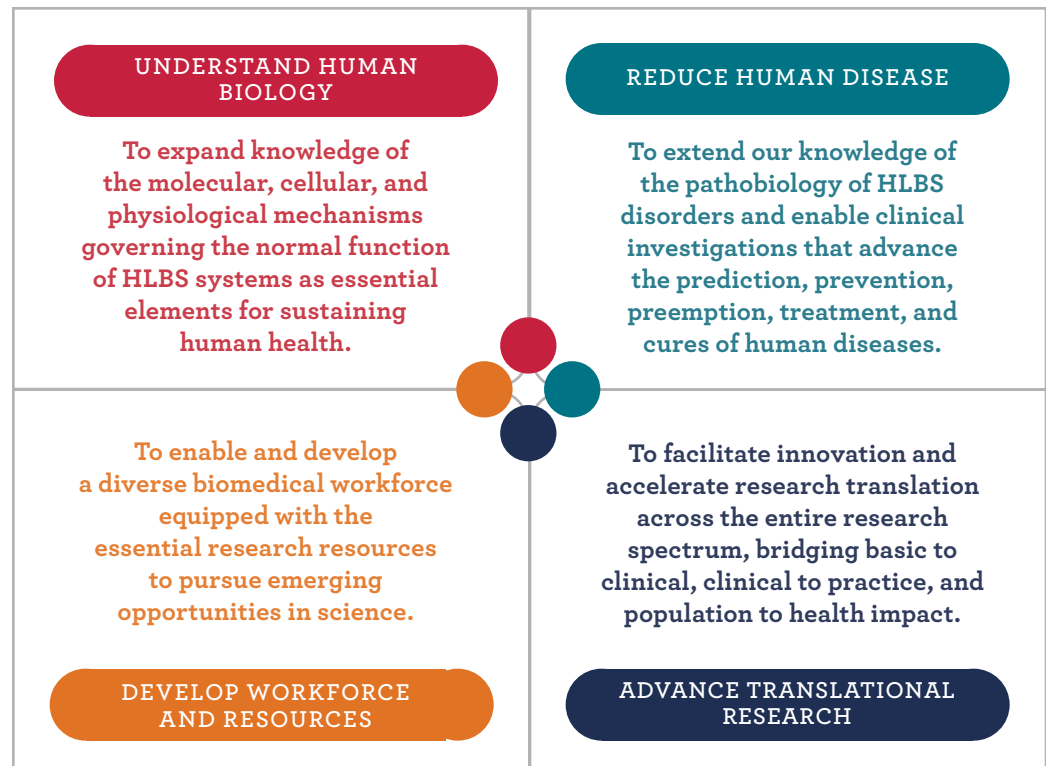 UNDERSTAND HUMAN
BIOLOGY
To expand knowledge of
the molecular, cellular, and
physiological mechanisms
governing the normal function
of HLBS systems as essential
elements for sustaining
human health.
REDUCE HUMAN DISEASE
To extend our knowledge of
the pathobiology of HLBS
disorders and enable clinical
investigations that advance
the prediction, prevention,
preemption, treatment, and
cures of human diseases.
To enable and develop
a diverse biomedical workforce
equipped with the
essential research resources
to pursue emerging
opportunities in science.
DEVELOP WORKFORCE
AND RESOURCES
To facilitate innovation and
accelerate research translation
across the entire research
spectrum, bridging basic to
clinical, clinical to practice, and
population to health impact.
ADVANCE TRANSLATIONAL
RESEARCH